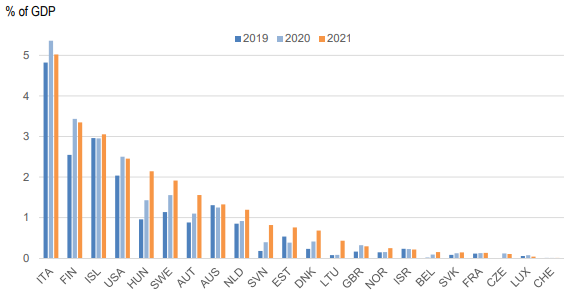 % of GDP
2019 2020 2021
5
4
3
2
1
0
ITA FIN ISL USA HUN SWE AUT AUS NLD SVN EST DNK LTU GBR NOR ISR BEL SVK FRA CZE LUX CHE